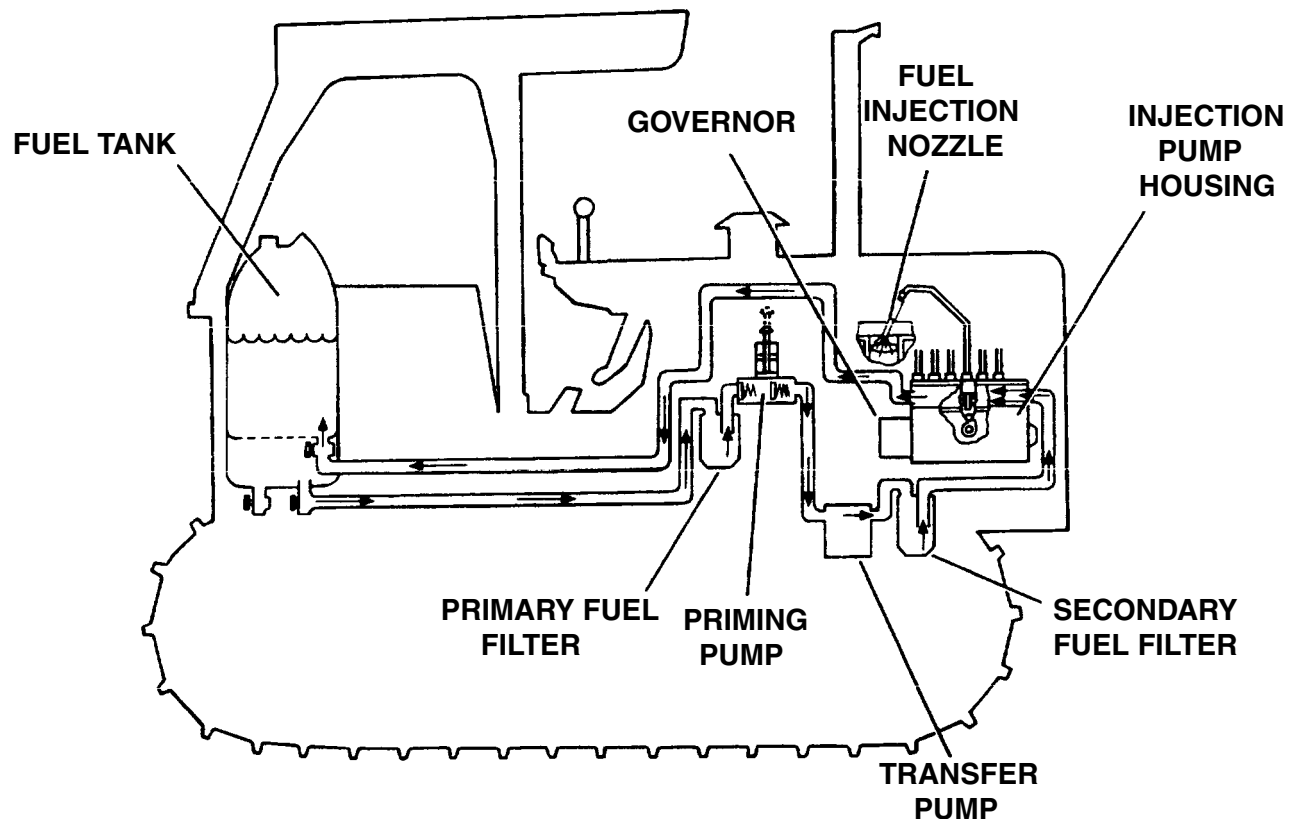 FUEL TANK
GOVERNOR
FUEL
INJECTION
NOZZLE
INJECTION
PUMP
HOUSING
PRIMARY FUEL
FILTER
PRIMING
PUMP
SECONDARY
FUEL FILTER
TRANSFER
PUMP